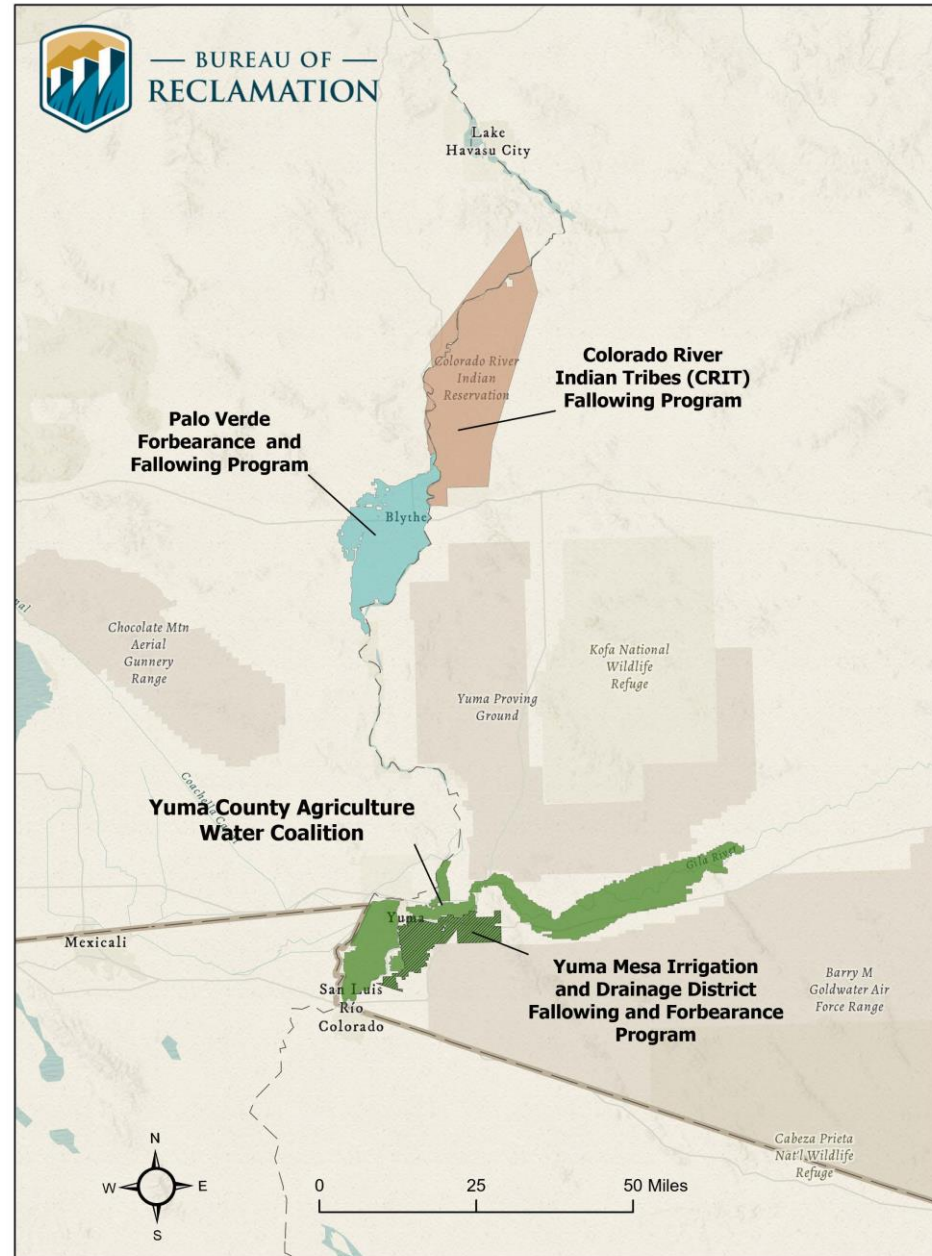 BUREAU OF
RECLAMATION
Lake
Havasu City
Colorado River
Indian
Reservation
Colorado River
Indian Tribes (CRIT)
Fallowing Program
Palo Verde
Forbearance and
Fallowing Program
Blythe
Chocolate Mtn
Aerial
Gunnery
Range
Kofa National
Wildlife
Refuge
Yuma Proving
Ground
Yuma County Agriculture
Water Coalition
Gila River
Yuma
Mexicali
San Luis
Río
Colorado
Yuma Mesa Irrigation
and Drainage District
Fallowing and Forbearance
Program
Barry M
Goldwater Air
Force Range
Cabeza Prieta
Nat'l Wildlife
Refuge
N
W E
S
0 25 50 Miles